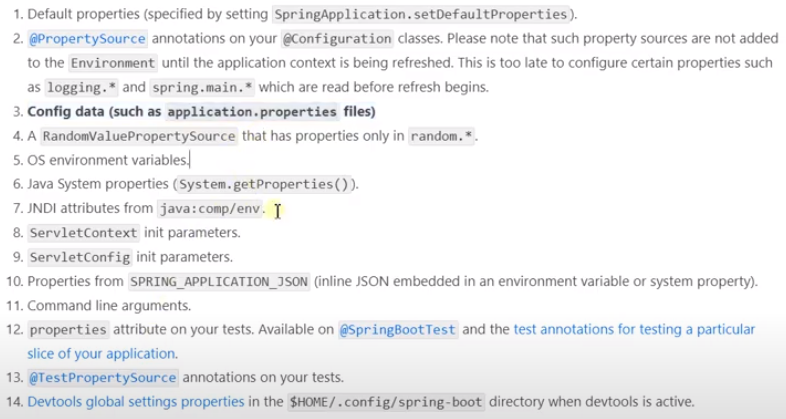 1. Default properties (specified by setting SpringApplication.setDefaultProperties).
2. @PropertySource annotations on your @Configuration classes. Please note that such property sources are not added
to the Environment until the application context is being refreshed. This is too late to configure certain properties such
as logging.* and spring.main.* which are read before refresh begins.
3. Config data (such as application.properties files)
4. A RandomValuePropertySource that has properties only in random.*.
5. OS environment variables.
6. Java System properties (System.getProperties()).
7. JNDI attributes from java:comp/env.
8. ServletContext init parameters.
9. ServletConfig init parameters.
10. Properties from SPRING_APPLICATION_JSON (inline JSON embedded in an environment variable or system property).
11. Command line arguments.
12. properties attribute on your tests. Available on @SpringBootTest and the test annotations for testing a particular
slice of your application.
13. @TestPropertySource annotations on your tests.
14. Devtools global settings properties in the $HOME/.config/spring-boot directory when devtools is active.